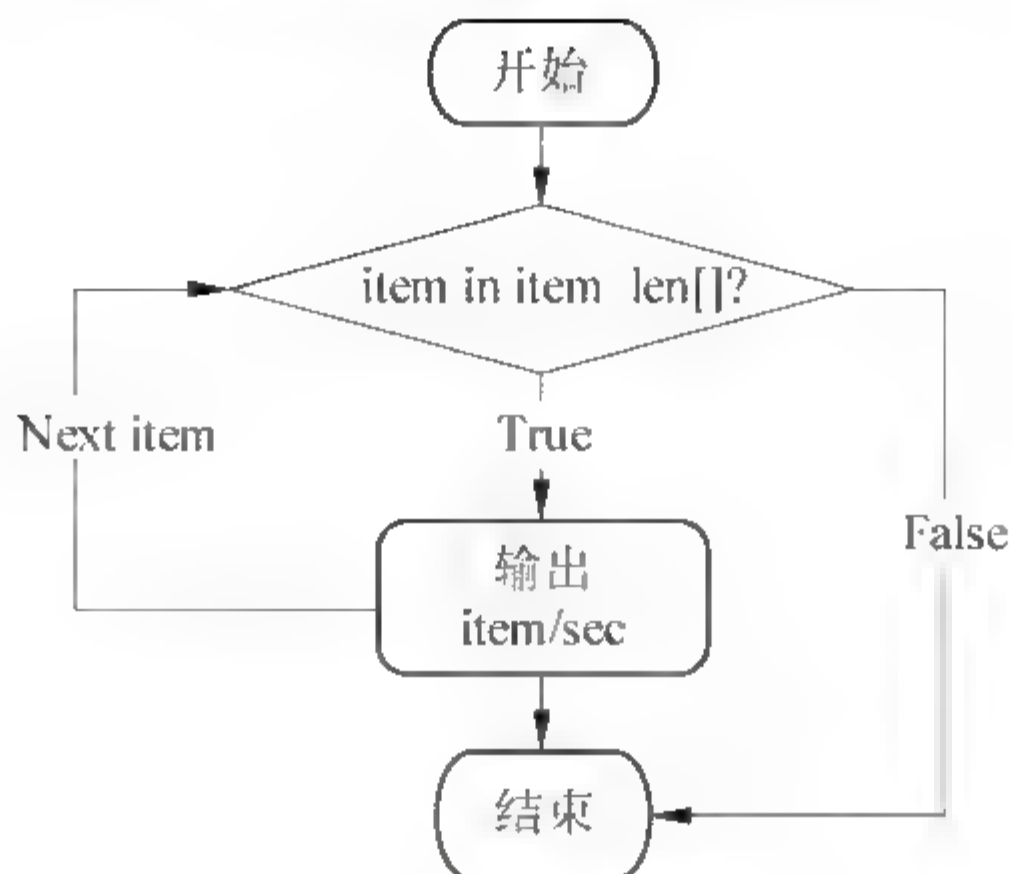 开始
item in item len[]?
Next item
True
False
输出
item/sec
结束